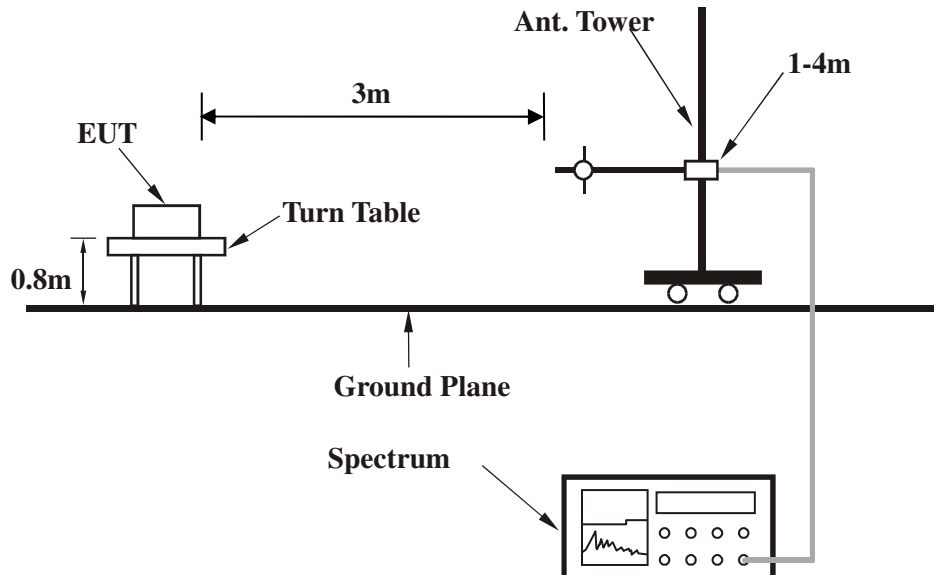 Ant. Tower
1-4m
3m
EUT
Turn Table
0.8m
Ground Plane
Spectrum